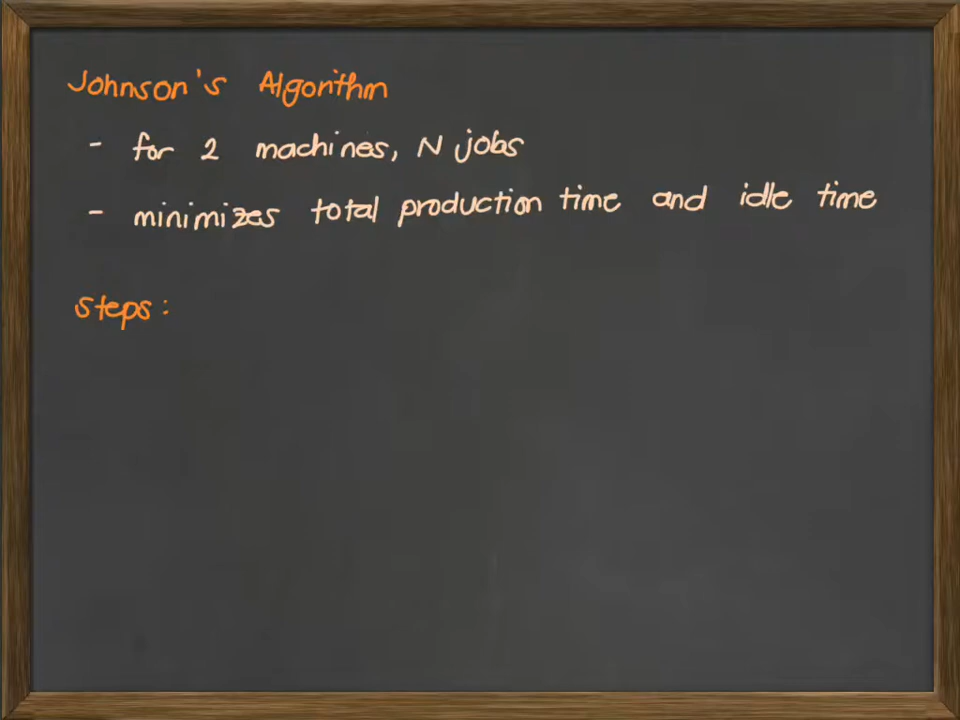 Johnson's Algorithm
- for 2 machines, N jobs
- minimizes total production time and idle time
steps: